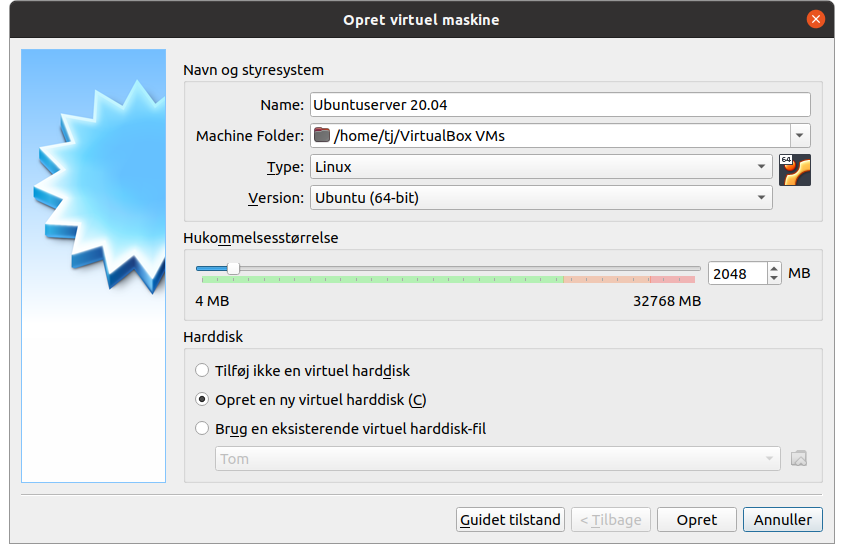 Opret virtuel maskine
Navn og styresystem
Name: Ubuntuserver 20.04
Machine Folder: /home/tj/VirtualBox VMs
Type: Linux
64
Version: Ubuntu (64-bit)
Hukommelsesstørrelse
2048 MB
4 MB 32768 MB
Harddisk
Tilføj ikke en virtuel harddisk
Opret en ny virtuel harddisk (C)
Brug en eksisterende virtuel harddisk-fil
Tom
Guidet tilstand < Tilbage Opret Annuller